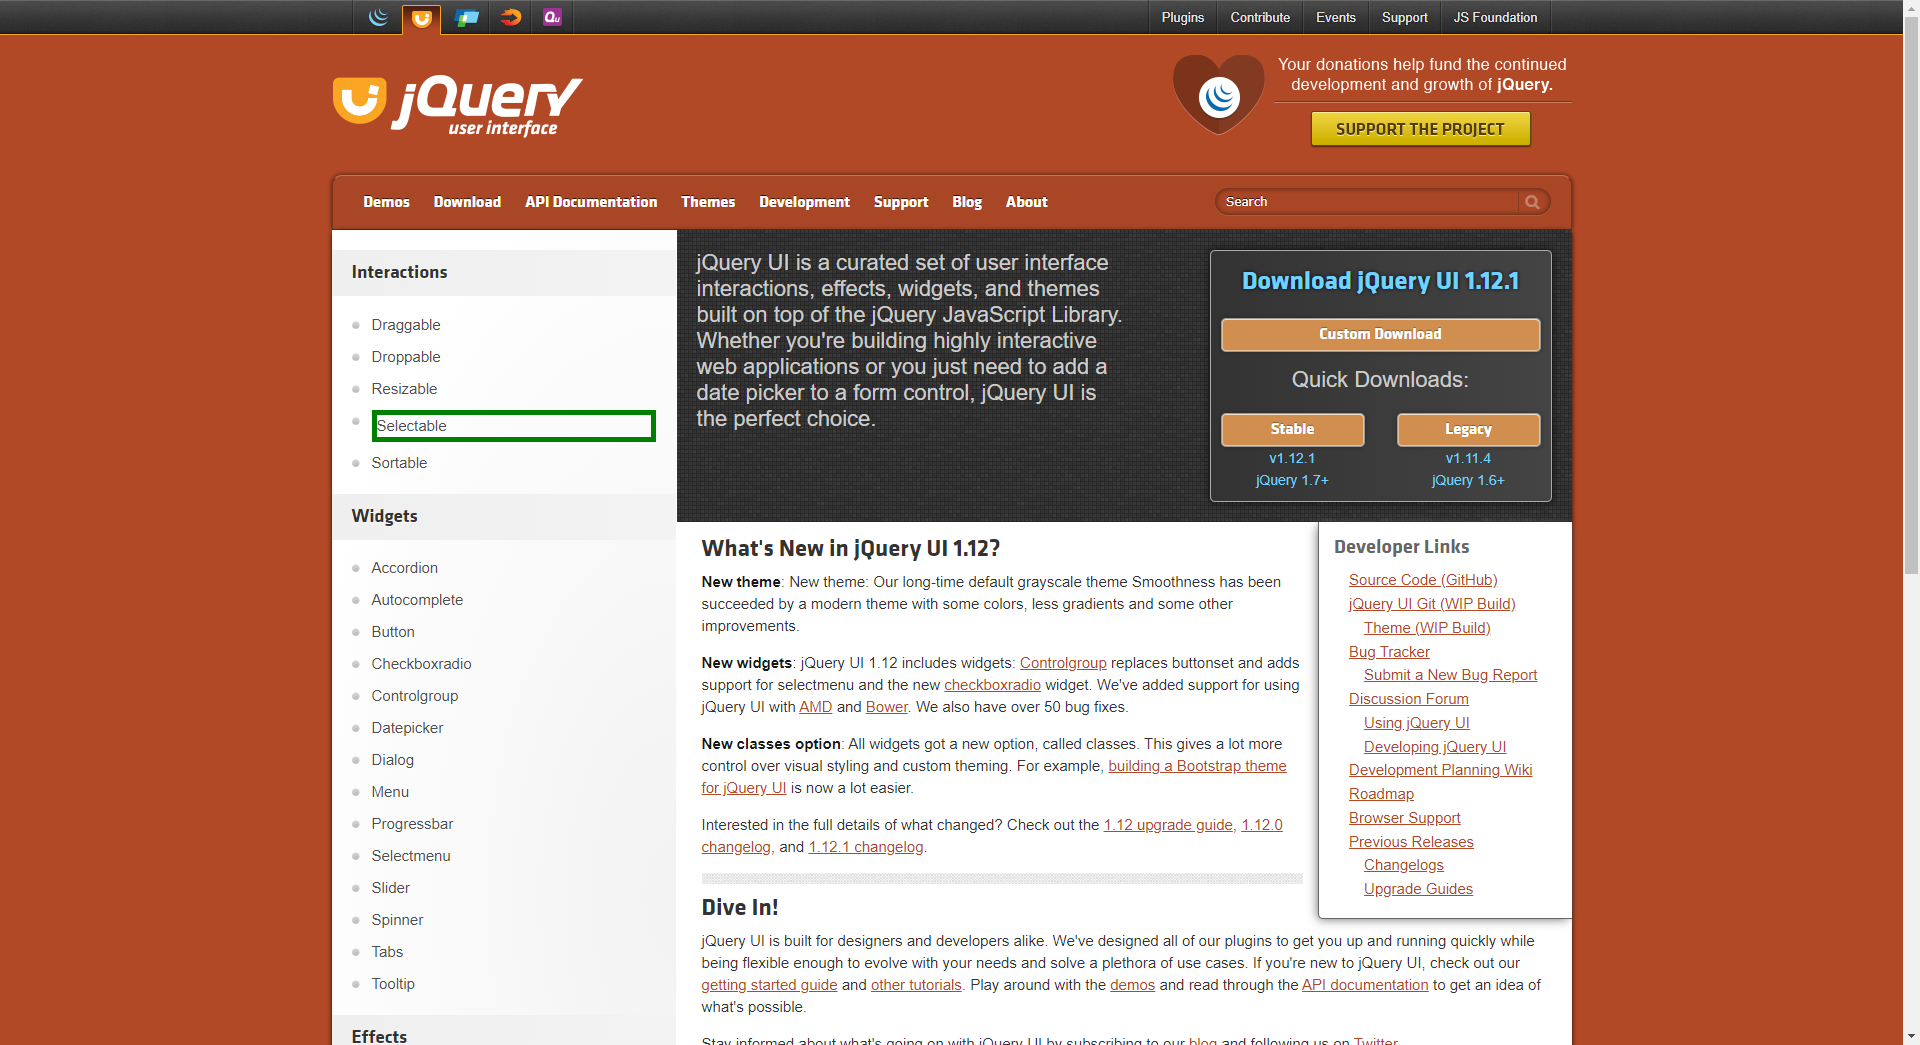 Qu
Plugins
Contribute
Events
Support
JS Foundation
jQuery
user interface
Your donations help fund the continued
development and growth of jQuery.
SUPPORT THE PROJECT
Demos
Download
API Documentation
Themes
Development
Support
Blog
About
Search
Interactions
Draggable
Droppable
Resizable
Selectable
Sortable
Widgets
Accordion
Autocomplete
Button
Checkboxradio
Controlgroup
Datepicker
Dialog
Menu
Progressbar
Selectmenu
Slider
Spinner
Tabs
Tooltip
Effects
jQuery UI is a curated set of user interface
interactions, effects, widgets, and themes
built on top of the jQuery JavaScript Library.
Whether you're building highly interactive
web applications or you just need to add a
date picker to a form control, jQuery UI is
the perfect choice.
Download jQuery UI 1.12.1
Custom Download
Quick Downloads:
Stable
v1.12.1
jQuery 1.7+
Legacy
v1.11.4
jQuery 1.6+
What's New in jQuery UI 1.12?
New theme: New theme: Our long-time default grayscale theme Smoothness has been
succeeded by a modern theme with some colors, less gradients and some other
improvements.
New widgets: jQuery UI 1.12 includes widgets: Controlgroup replaces buttonset and adds
support for selectmenu and the new checkboxradio widget. We've added support for using
jQuery UI with AMD and Bower. We also have over 50 bug fixes.
New classes option: All widgets got a new option, called classes. This gives a lot more
control over visual styling and custom theming. For example, building a Bootstrap theme
for jQuery UI is now a lot easier.
Interested in the full details of what changed? Check out the 1.12 upgrade guide, 1.12.0
changelog, and 1.12.1 changelog.
Developer Links
Source Code (GitHub)
jQuery UI Git (WIP Build)
Theme (WIP Build)
Bug Tracker
Submit a New Bug Report
Discussion Forum
Using jQuery UI
Developing jQuery UI
Development Planning Wiki
Roadmap
Browser Support
Previous Releases
Changelogs
Upgrade Guides
Dive In!
jQuery UI is built for designers and developers alike. We've designed all of our plugins to get you up and running quickly while
being flexible enough to evolve with your needs and solve a plethora of use cases. If you're new to jQuery UI, check out our
getting started guide and other tutorials. Play around with the demos and read through the API documentation to get an idea of
what's possible.
Stay informed about what's going on with jQuery UI by subscribing to our blog and following us on Twitter.